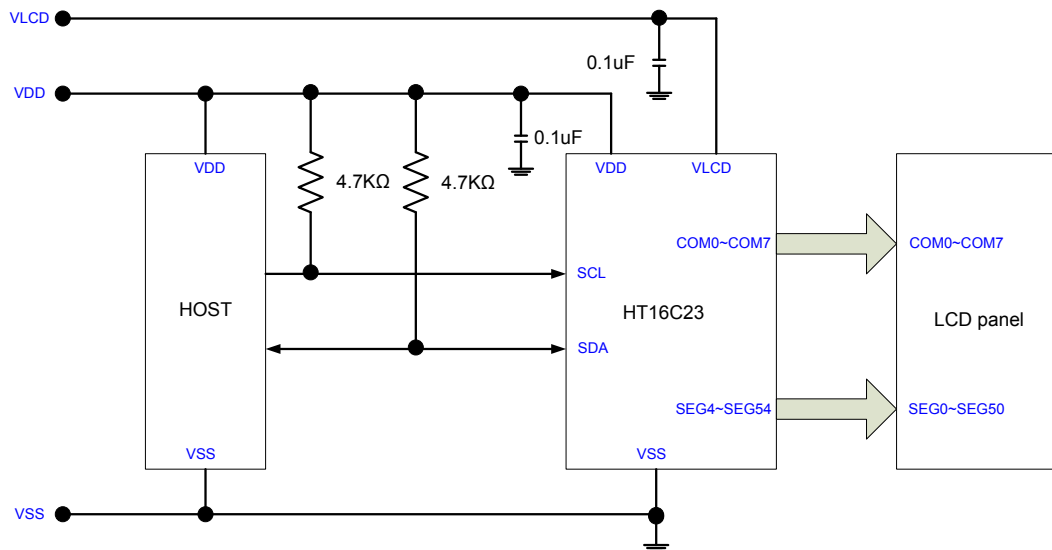 VLCD
0.1uF
VDD
0.1uF
VDD
4.7KΩ
4.7KΩ
VDD
VLCD
COM0~COM7
COM0~COM7
SCL
HOST
HT16C23
LCD panel
SDA
SEG4~SEG54
SEG0~SEG50
VSS
VSS
VSS